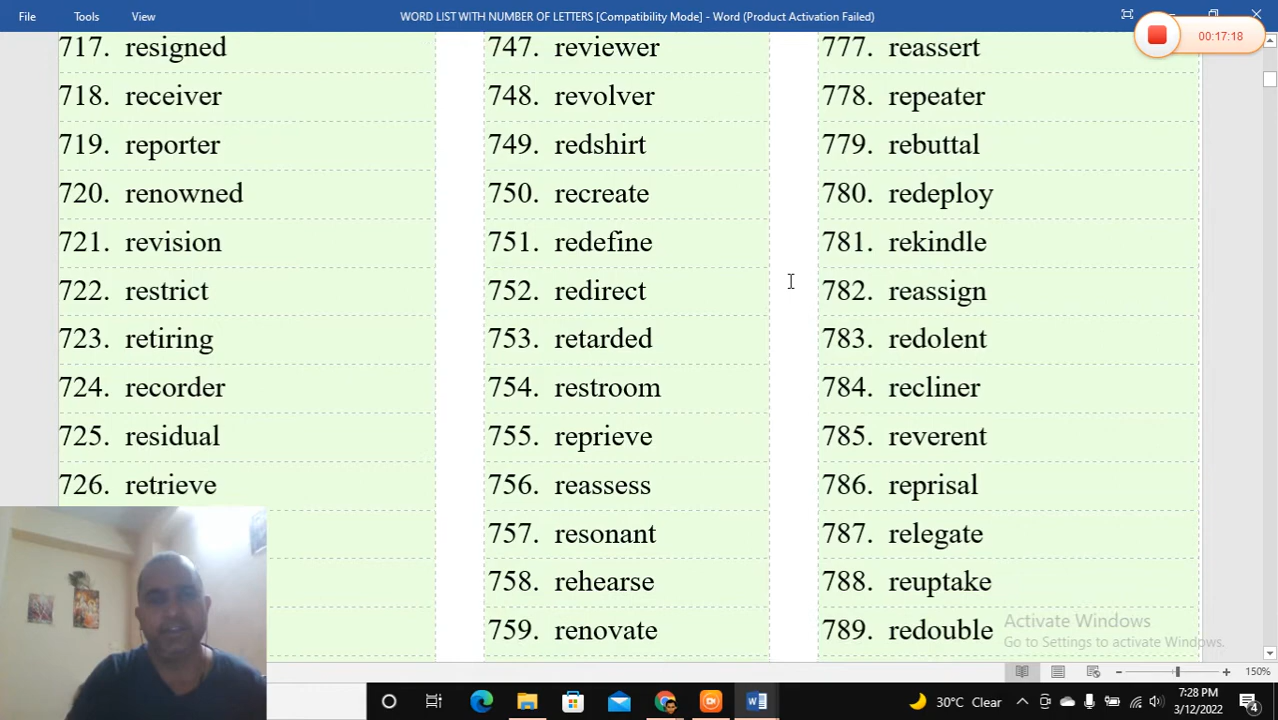 File Tools View WORD LIST WITH NUMBER OF LETTERS [Compatibility Mode] - Word (Product Activation Failed)
00:17:18
717. resigned
718. receiver
719. reporter
720. renowned
721. revision
722. restrict
723. retiring
724. recorder
725. residual
726. retrieve
747. reviewer
748. revolver
749. redshirt
750. recreate
751. redefine
752. redirect
753. retarded
754. restroom
755. reprieve
756. reassess
757. resonant
758. rehearse
759. renovate
777. reassert
778. repeater
779. rebuttal
780. redeploy
781. rekindle
782. reassign
783. redolent
784. recliner
785. reverent
786. reprisal
787. relegate
788. reuptake
789. redouble
Activate Windows
Go to Settings to activate Windows.
150%
30°C Clear
7:28 PM
3/12/2022
4